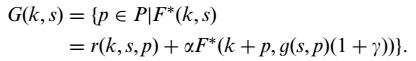 G(k, s) = {p ∈ P|F*(k, s)
= r(k, s, p) + αF*(k + p, g(s, p)(1 + γ))}.